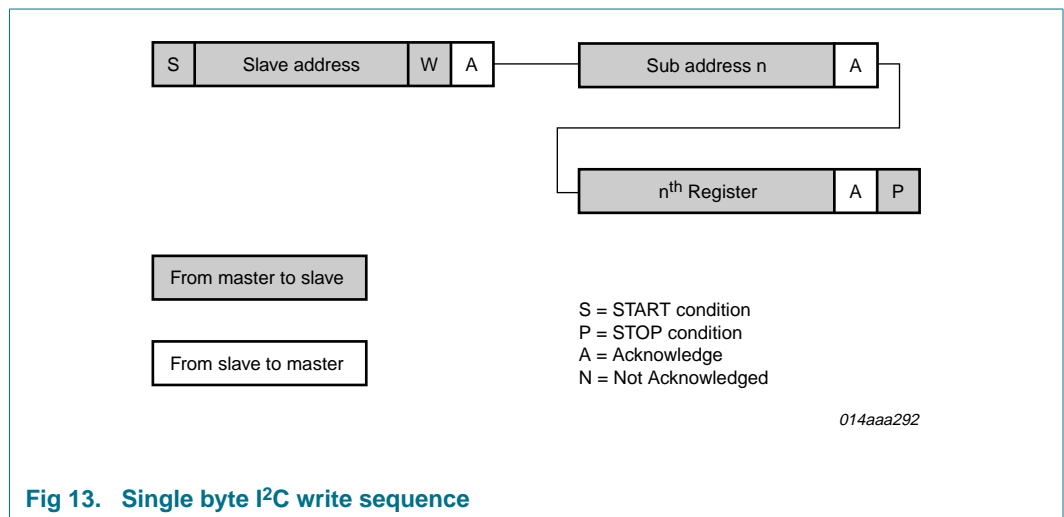 S Slave address W A Sub address n A
nth Register A P
From master to slave
From slave to master
S = START condition
P = STOP condition
A = Acknowledge
N = Not Acknowledged
014aaa292
Fig 13. Single byte I2C write sequence